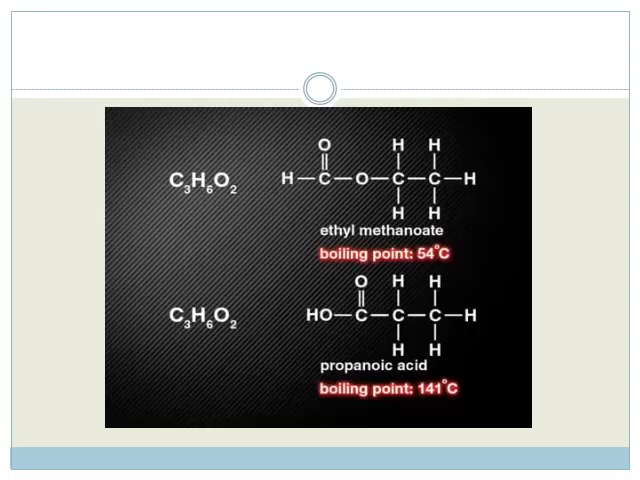 O H H
C₃H₆O₂ H—C—O—C—C—H
H H
ethyl methanoate
boiling point: 54°C
O H H
C₃H₆O₂ HO—C—C—C—H
H H
propanoic acid
boiling point: 141°C